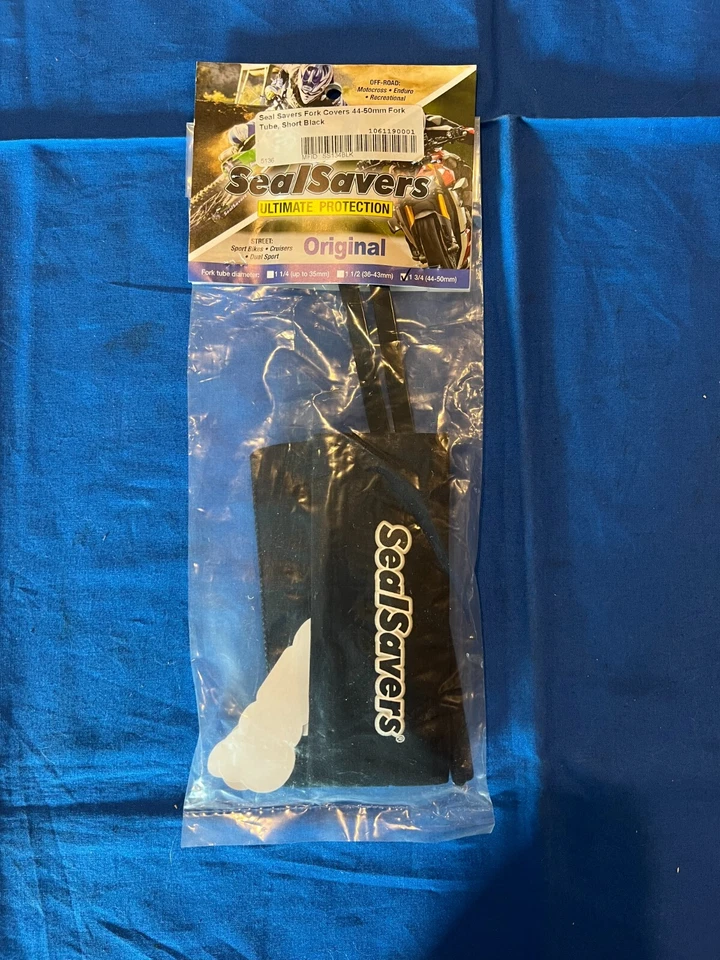 OFF-ROAD:
Motocross • Enduro
• Recreational
Seal Savers Fork Covers 44-50mm Fork
Tube, Short Black
1061190001
MFID:
SealSavers
ULTIMATE PROTECTION
STREET:
Sport Bikes • Cruisers
• Dual Sport
Original
Fork tube diameter: 1 1/4 (up to 35mm) 1 1/2 (36-43mm) 1 3/4 (44-50mm)
SealSavers®